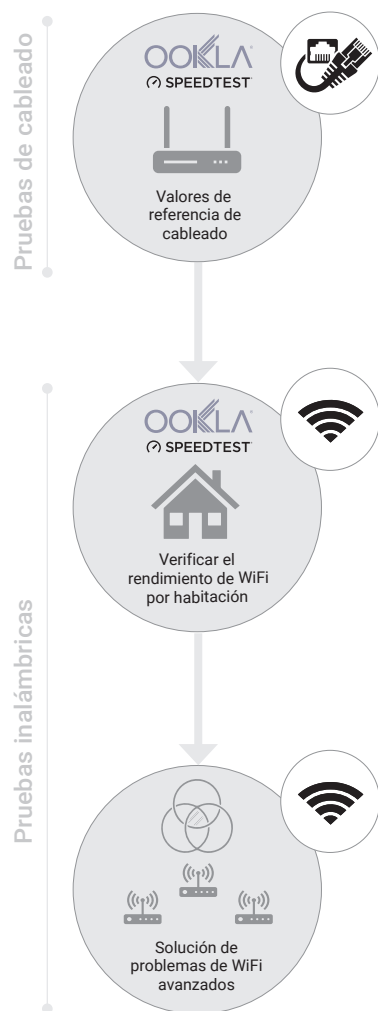 Pruebas de cableado
OOKLA
SPEEDTEST
Valores de
referencia de
cableado
Pruebas inalámbricas
OOKLA
SPEEDTEST
Verificar el
rendimiento de WiFi
por habitación
Solución de
problemas de WiFi
avanzados